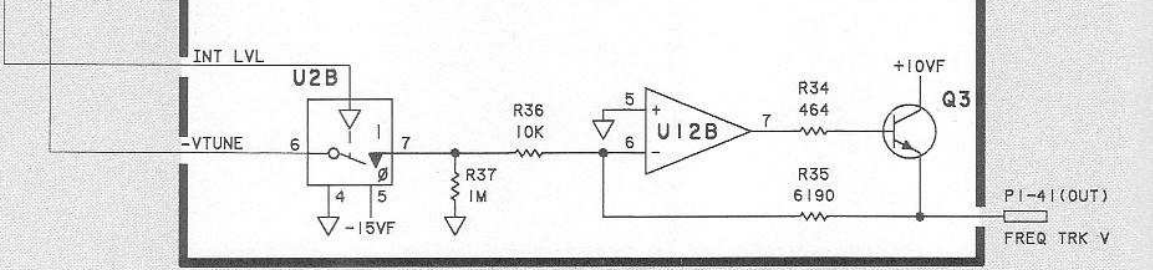 INT LVL
U2B
+10VF
R34
464
Q3
R36
10K
5
+
U12B
7
-VTUNE
6
1
7
6
−
R37
1M
Ø
R35
6190
4
5
-15VF
P1-41(OUT)
FREQ TRK V